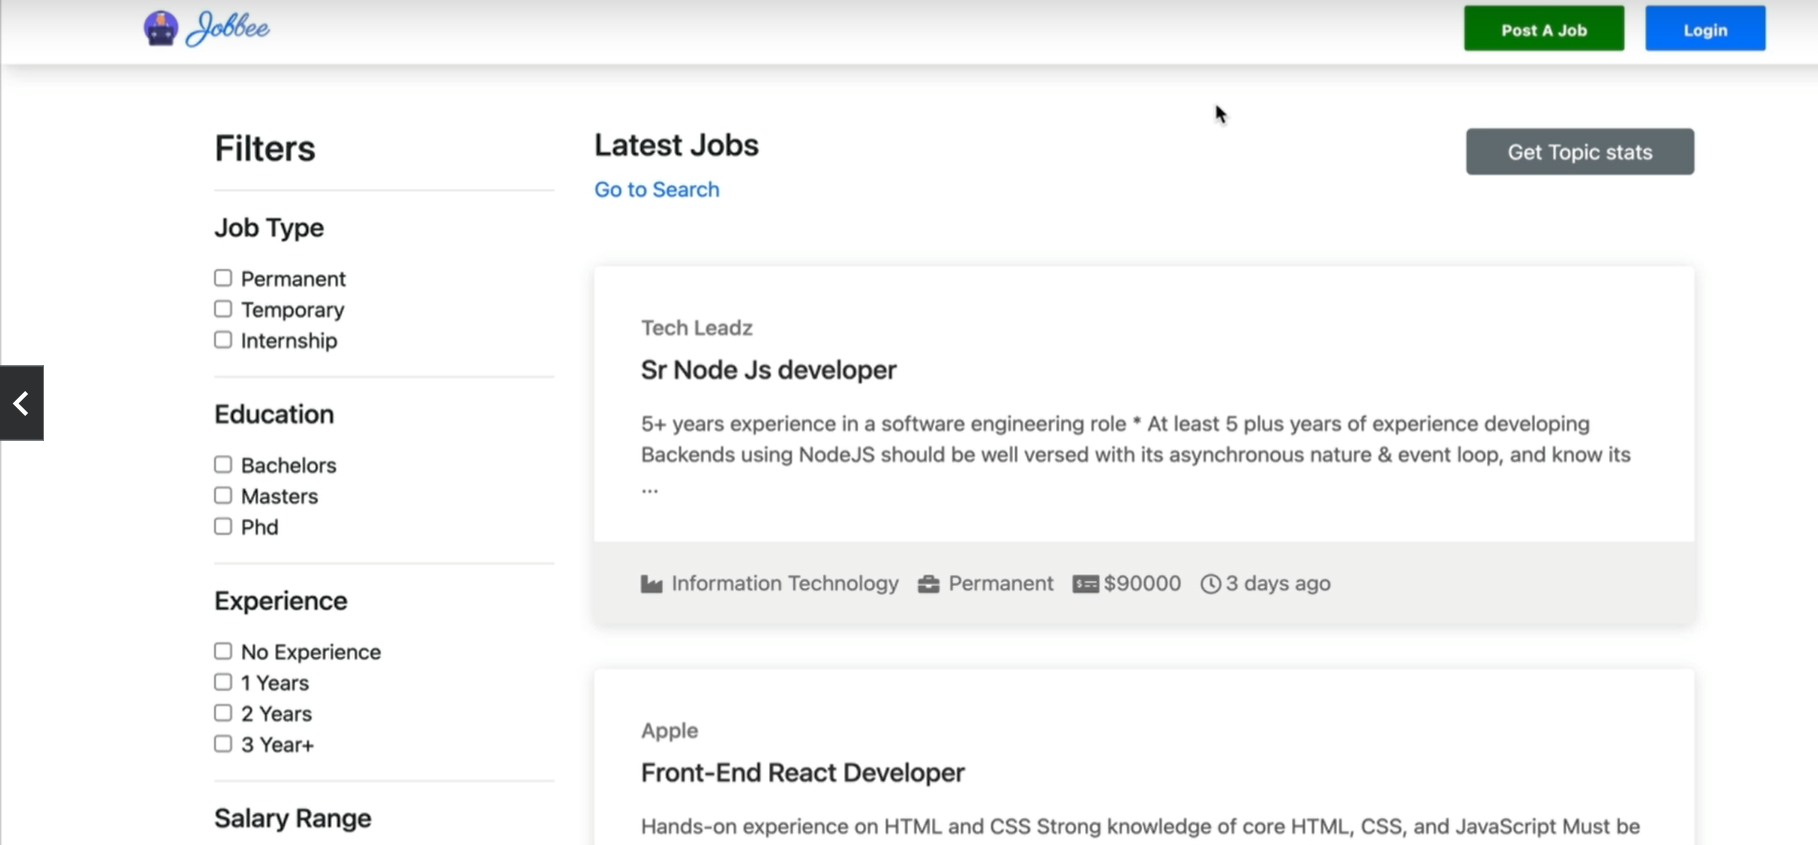 Jobbee
Post A Job
Login
Filters
Job Type
Permanent
Temporary
Internship
Education
Bachelors
Masters
Phd
Experience
No Experience
1 Years
2 Years
3 Year+
Salary Range
Latest Jobs
Go to Search
Get Topic stats
Tech Leadz
Sr Node Js developer
5+ years experience in a software engineering role * At least 5 plus years of experience developing
Backends using NodeJS should be well versed with its asynchronous nature & event loop, and know its
...
Information Technology Permanent $90000 3 days ago
Apple
Front-End React Developer
Hands-on experience on HTML and CSS Strong knowledge of core HTML, CSS, and JavaScript Must be